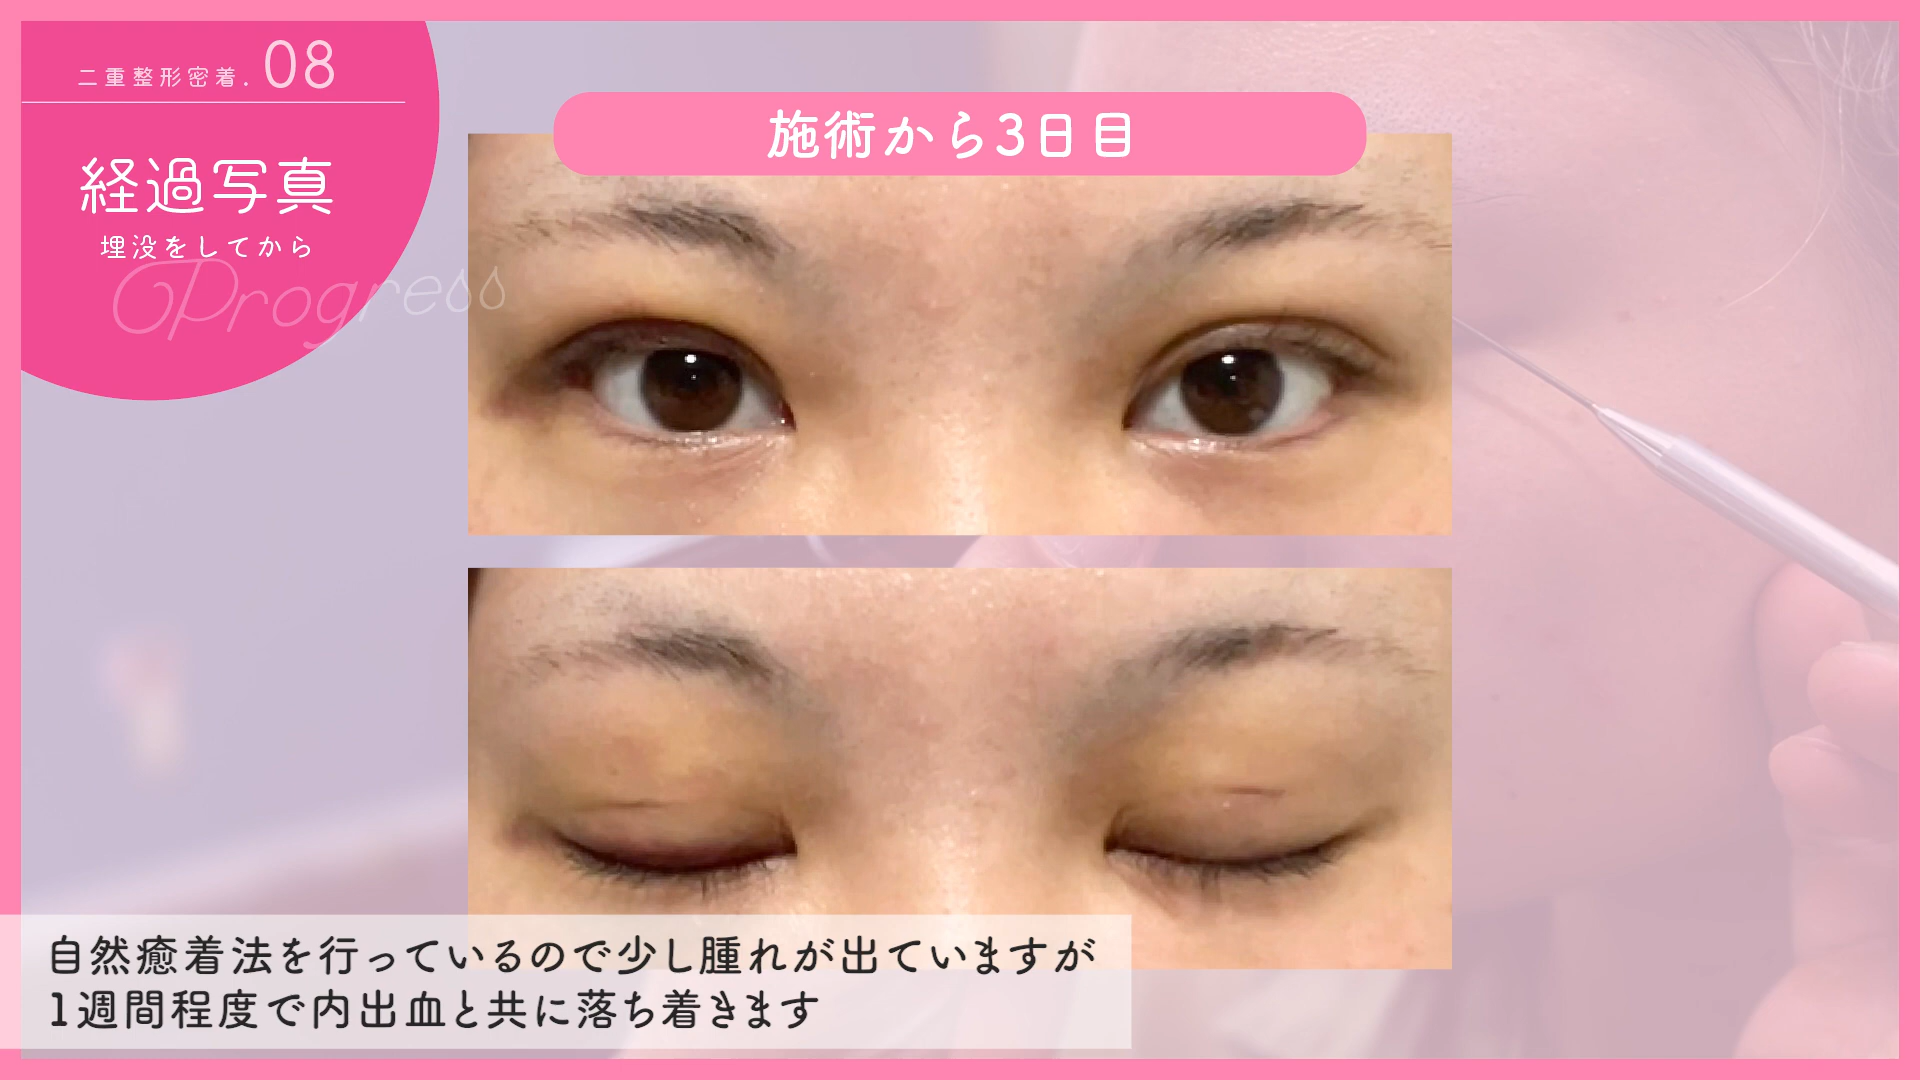 二重整形密着.08
経過写真
埋没をしてから
Progress
施術から3日目
自然癒着法を行っているので少し腫れが出ていますが
1週間程度で内出血と共に落ち着きます